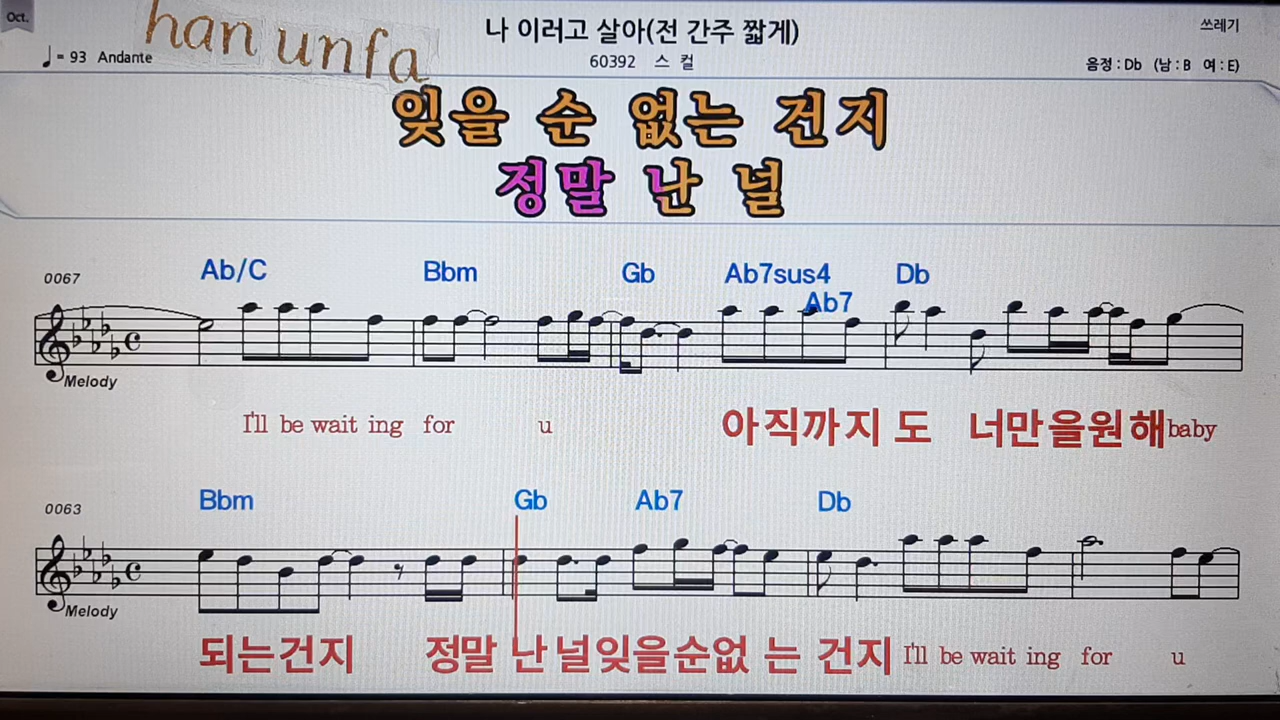 Oct.
han unfa
나 이러고 살아(전 간주 짧게)
쓰레기
♩= 93 Andante
60392 스 컬
음정 : Db (남 : B 여 : E)
잊을 순 없는 건지
정말 난 널
0067
Ab/C Bbm Gb Ab7sus4 Ab7 Db
Melody
I'll be wait ing for u 아직까지 도 너만을원해baby
0063
Bbm Gb Ab7 Db
Melody
되는건지 정말 난 널잊을순없 는 건지 I'll be wait ing for u